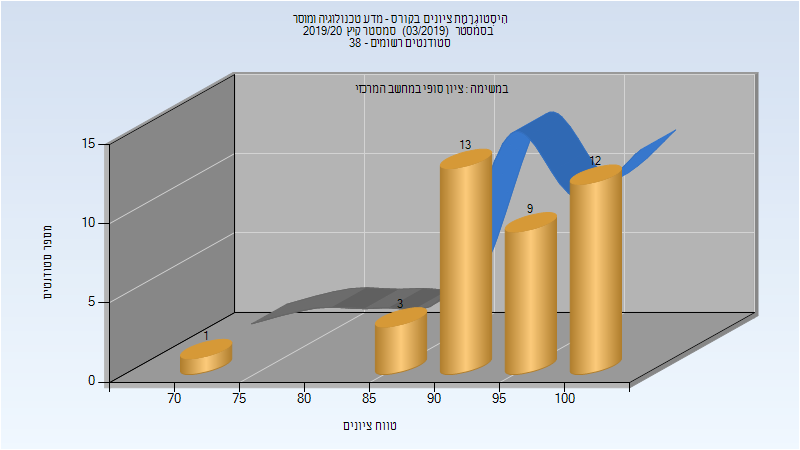 היסטוגרמת ציונים בקורס - מדע טכנולוגיה ומוסר
בסמסטר (03/2019) סמסטר קיץ 2019/20
סטודנטים רשומים - 38
במשימה : ציון סופי במחשב המרכזי
מספר סטודנטים
15
10
5
0
1
3
13
9
12
70
75
80
85
90
95
100
טווח ציונים